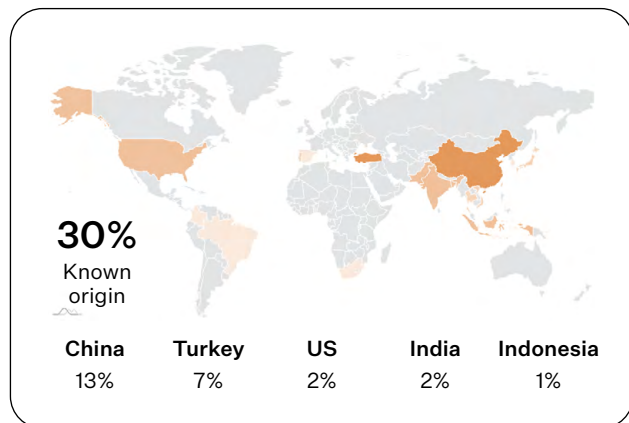 30%
Known
origin
China Turkey US India Indonesia
13% 7% 2% 2% 1%